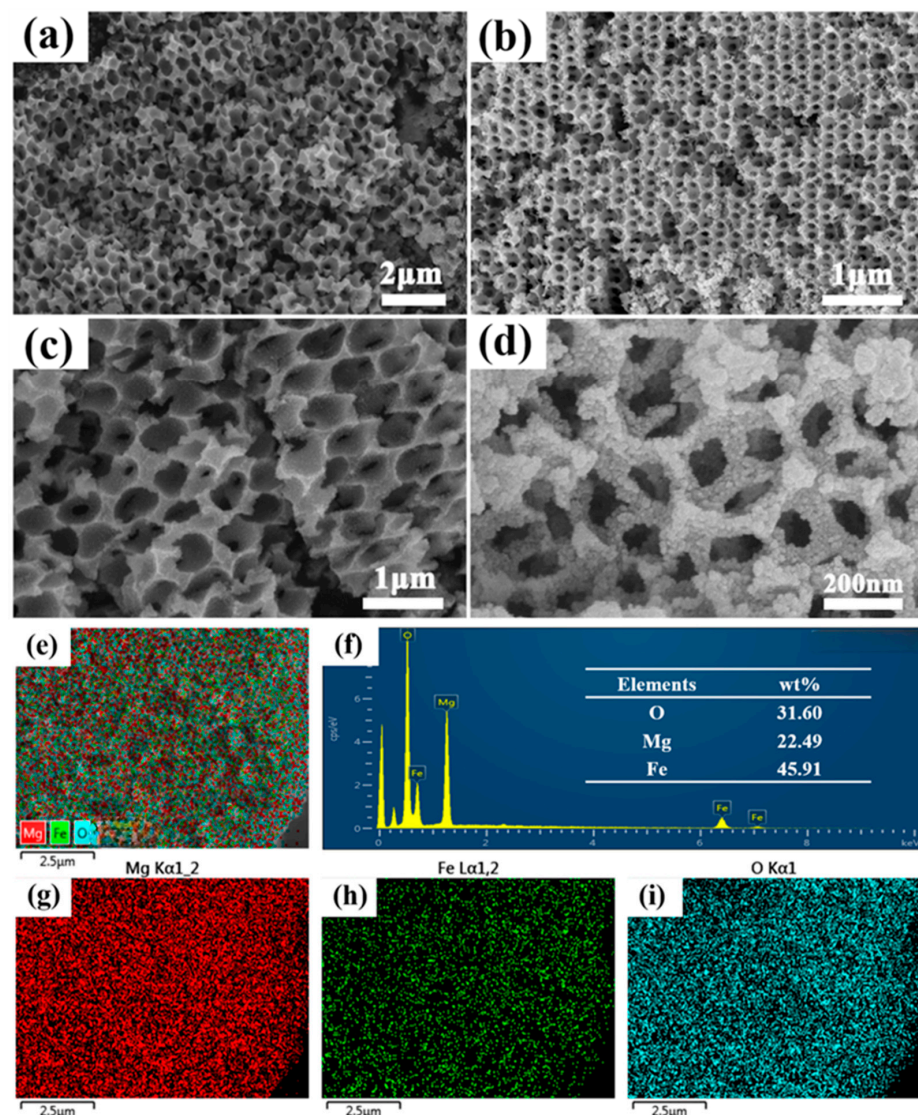 (a)
2μm
(b)
1μm
(c)
1μm
(d)
200nm
(e)
Mg Fe O
2.5μm
(f)
cps/eV
6
4
2
0
O
Fe
Mg
Fe
Fe
0 2 4 6 8 keV
Elements wt%
O 31.60
Mg 22.49
Fe 45.91
Mg Kα1_2
(g)
2.5μm
Fe Lα1,2
(h)
2.5μm
O Kα1
(i)
2.5μm